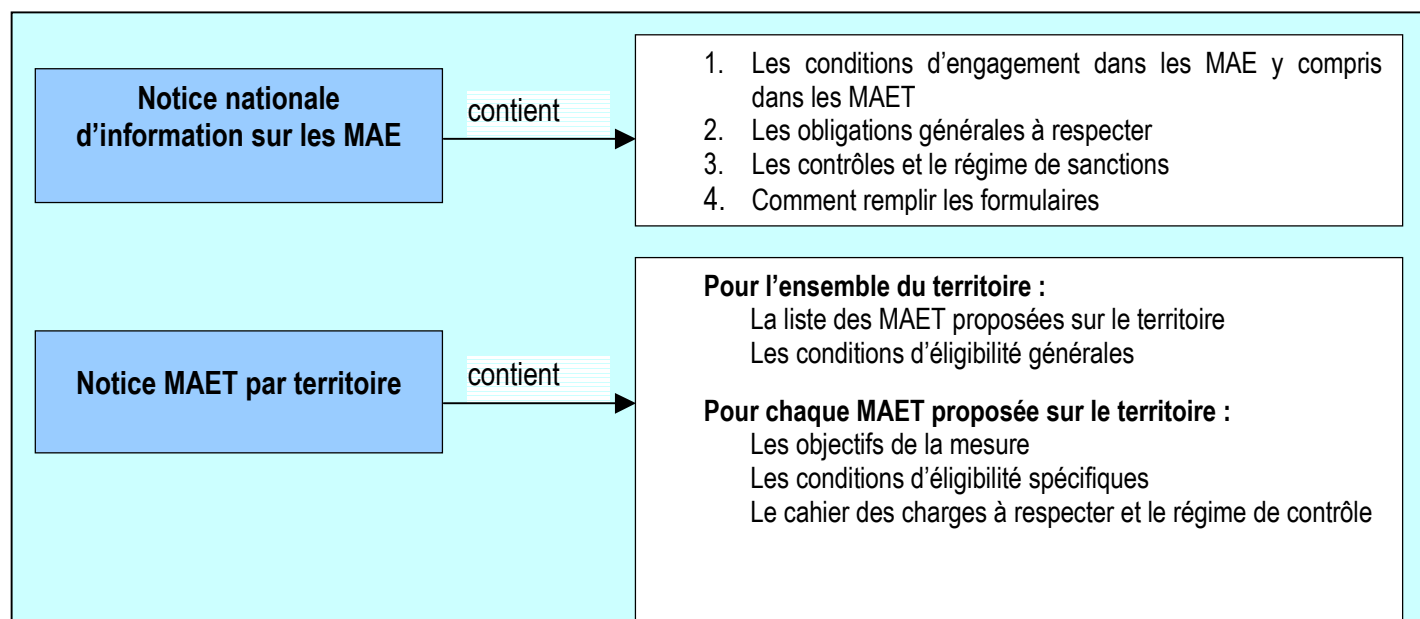 Notice nationale
d’information sur les MAE
contient
1. Les conditions d’engagement dans les MAE y compris
dans les MAET
2. Les obligations générales à respecter
3. Les contrôles et le régime de sanctions
4. Comment remplir les formulaires
Notice MAET par territoire
contient
Pour l’ensemble du territoire :
La liste des MAET proposées sur le territoire
Les conditions d’éligibilité générales
Pour chaque MAET proposée sur le territoire :
Les objectifs de la mesure
Les conditions d’éligibilité spécifiques
Le cahier des charges à respecter et le régime de contrôle